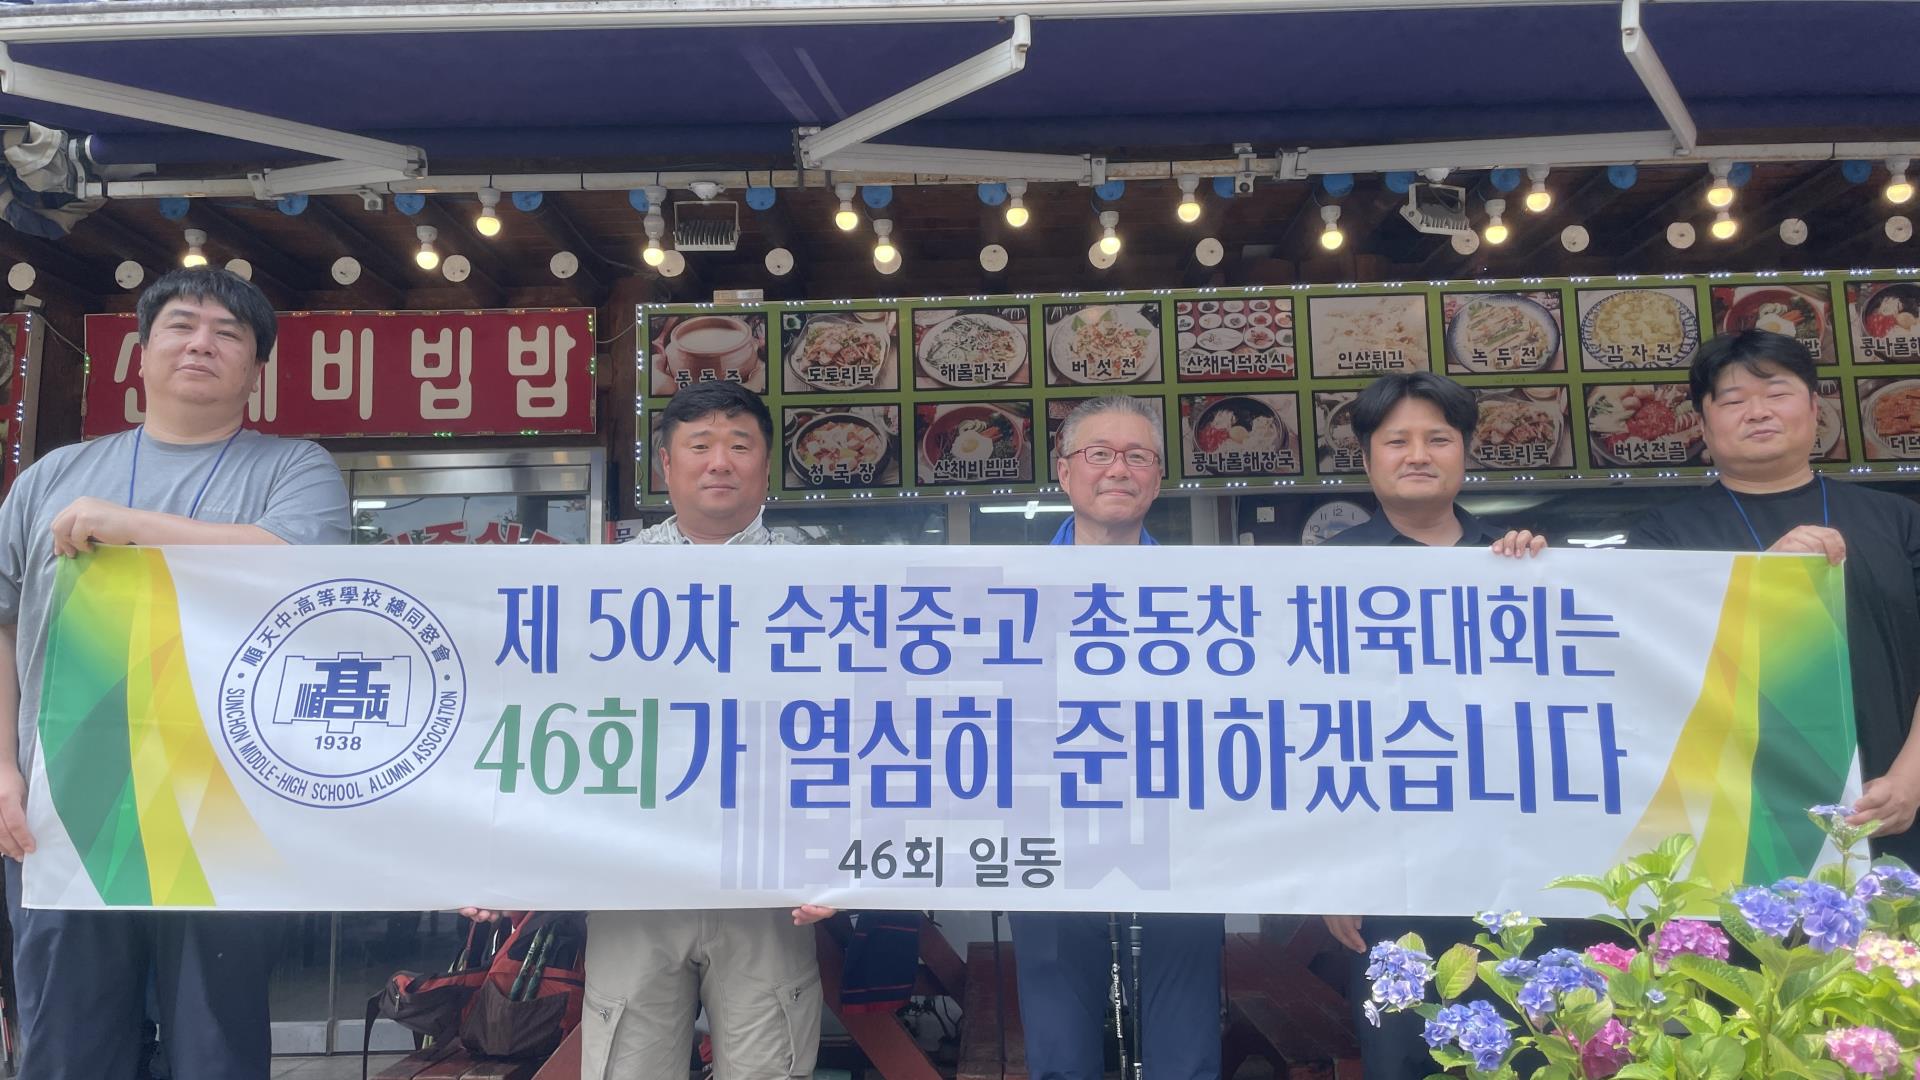 비빔밥
동동주
도토리묵
해물파전
버섯전
산채더덕정식
인삼튀김
녹두전
감자전
청국장
산채비빔밥
콩나물해장국
도토리묵
버섯전골
제 50차 순천중·고 총동창 체육대회는
46회가 열심히 준비하겠습니다
46회 일동
順天中·高等學校 總同窓會
順高
1938
SUNCHON MIDDLE-HIGH SCHOOL ALUMNI ASSOCIATION
Black Diamond